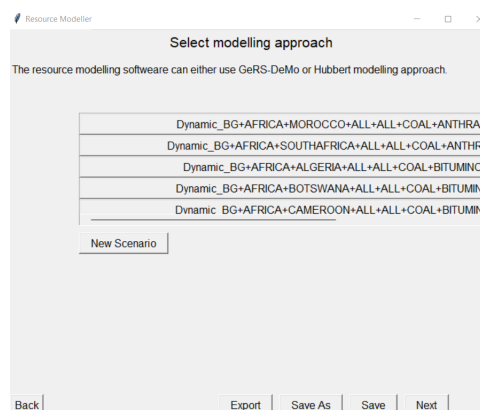 Resource Modeller
Select modelling approach
The resource modelling softweare can either use GeRS-DeMo or Hubbert modelling approach.
Dynamic_BG+AFRICA+MOROCCO+ALL+ALL+COAL+ANTHRA
Dynamic_BG+AFRICA+SOUTHAFRICA+ALL+ALL+COAL+ANTHR
Dynamic_BG+AFRICA+ALGERIA+ALL+ALL+COAL+BITUMINO
Dynamic_BG+AFRICA+BOTSWANA+ALL+ALL+COAL+BITUMIN
Dynamic_BG+AFRICA+CAMEROON+ALL+ALL+COAL+BITUMIN
New Scenario
Back Export Save As Save Next